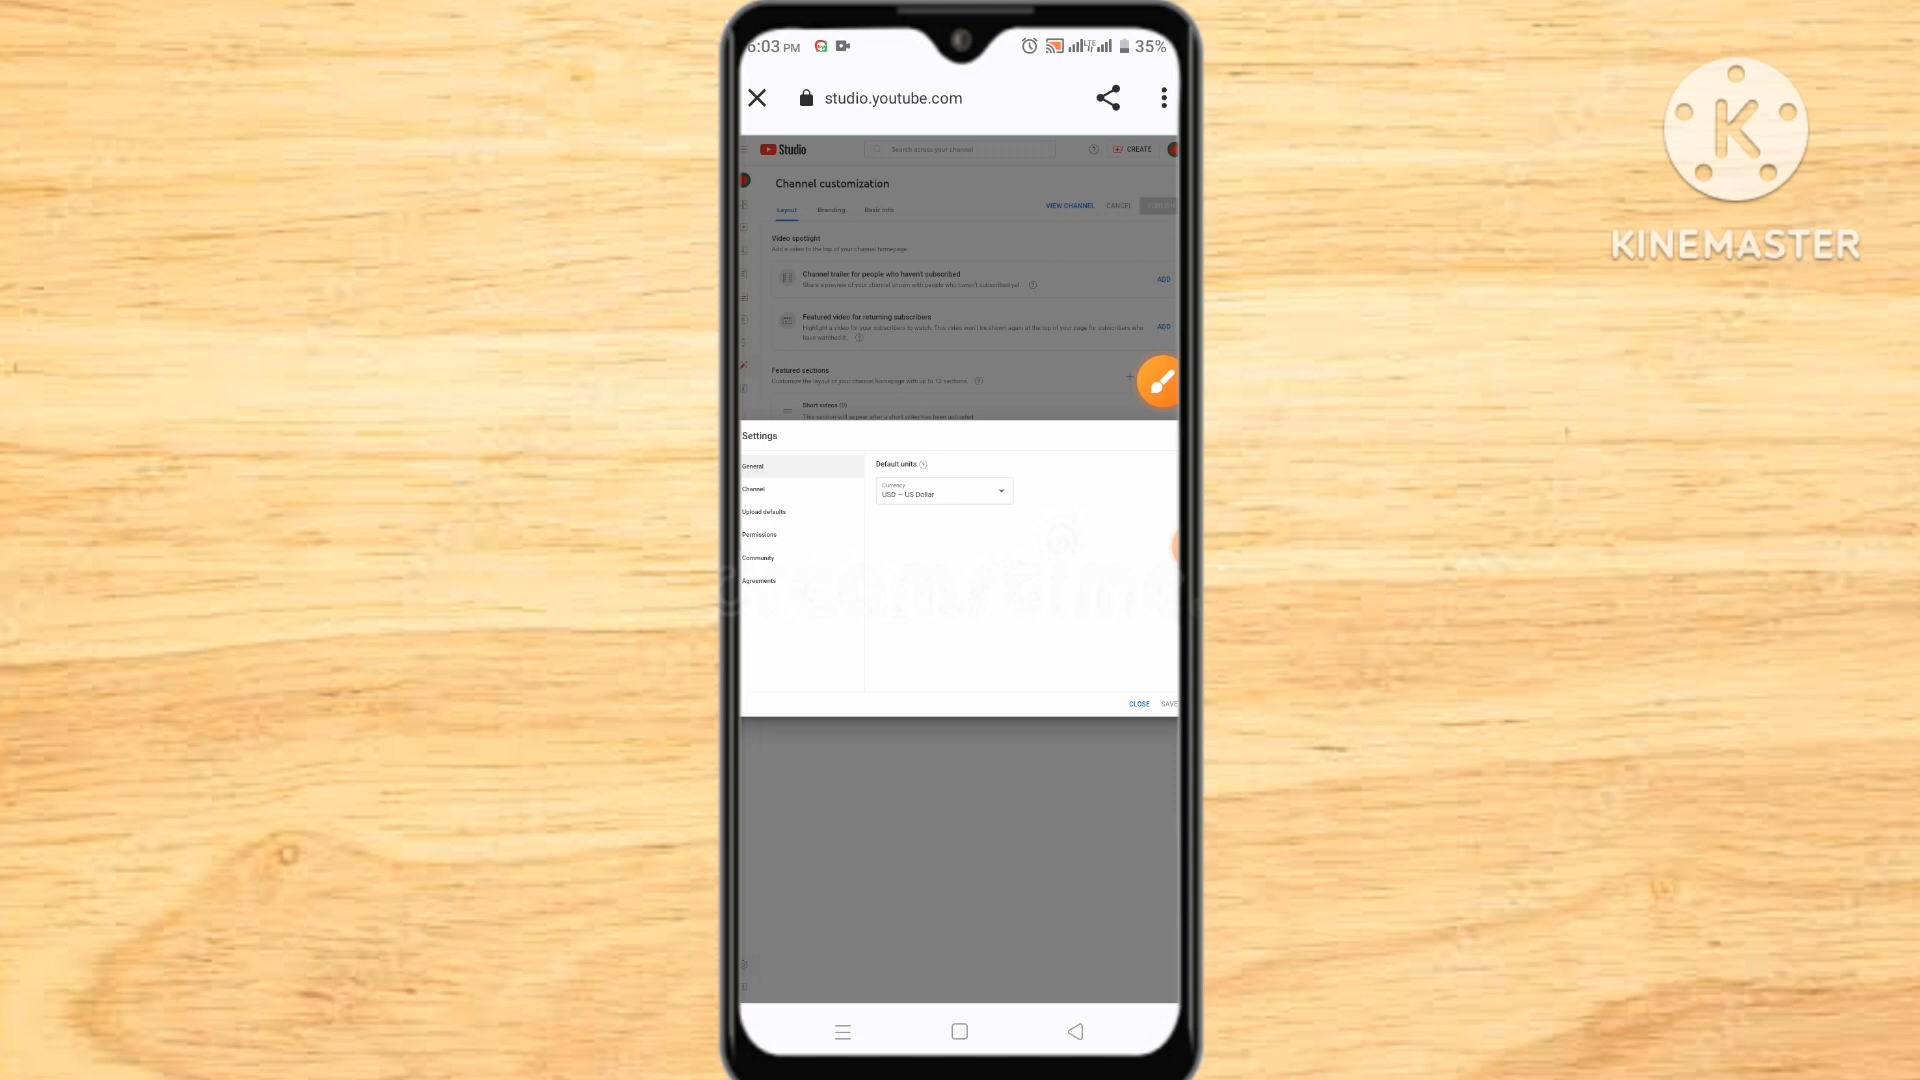 6:03 PM
LTE
35%
studio.youtube.com
Studio
Search across your channel
CREATE
Channel customization
Layout
Branding
Basic info
VIEW CHANNEL
CANCEL
PUBLISH
Video spotlight
Add a video to the top of your channel homepage
Channel trailer for people who haven't subscribed
Share a preview of your channel shown with people who haven't subscribed yet.
ADD
Featured video for returning subscribers
Highlight a video for your subscribers to watch. This video won't be shown again at the top of your page for subscribers who
have watched it.
ADD
Featured sections
Customize the layout of your channel homepage with up to 12 sections.
Short videos (0)
This section will appear after a short video has been uploaded
Settings
General
Channel
Upload defaults
Permissions
Community
Agreements
Default units
Currency
USD — US Dollar
CLOSE
SAVE
K
KINEMASTER